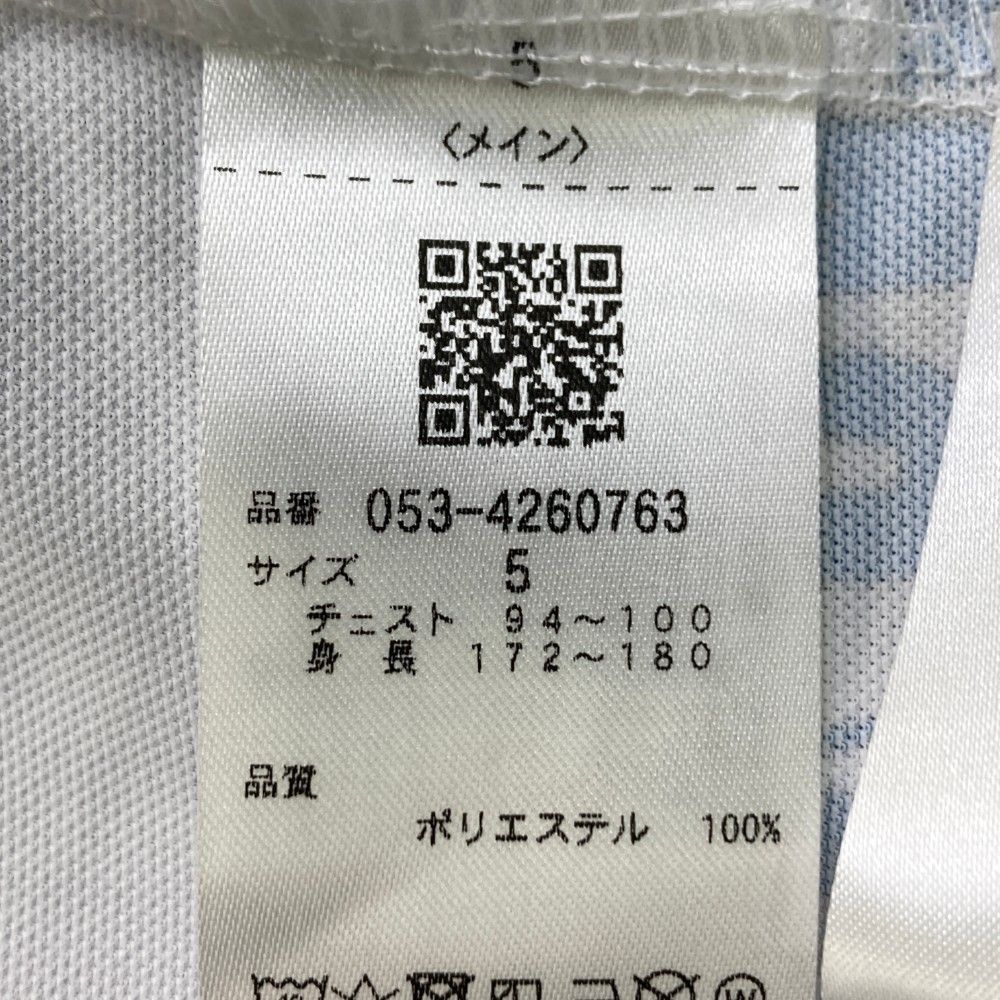 5
〈メイン〉
品番 053-4260763
サイズ 5
チェスト 94～100
身 長 172～180
品質
ポリエステル 100%
W